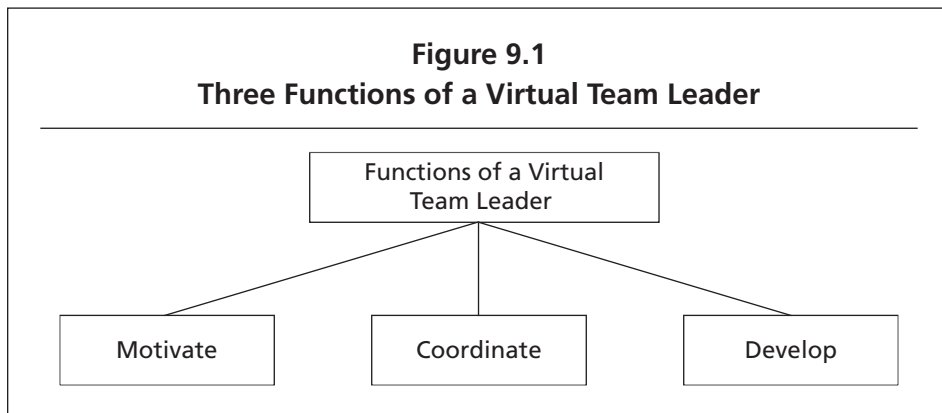 Figure 9.1
Three Functions of a Virtual Team Leader
Functions of a Virtual
Team Leader
Motivate
Coordinate
Develop